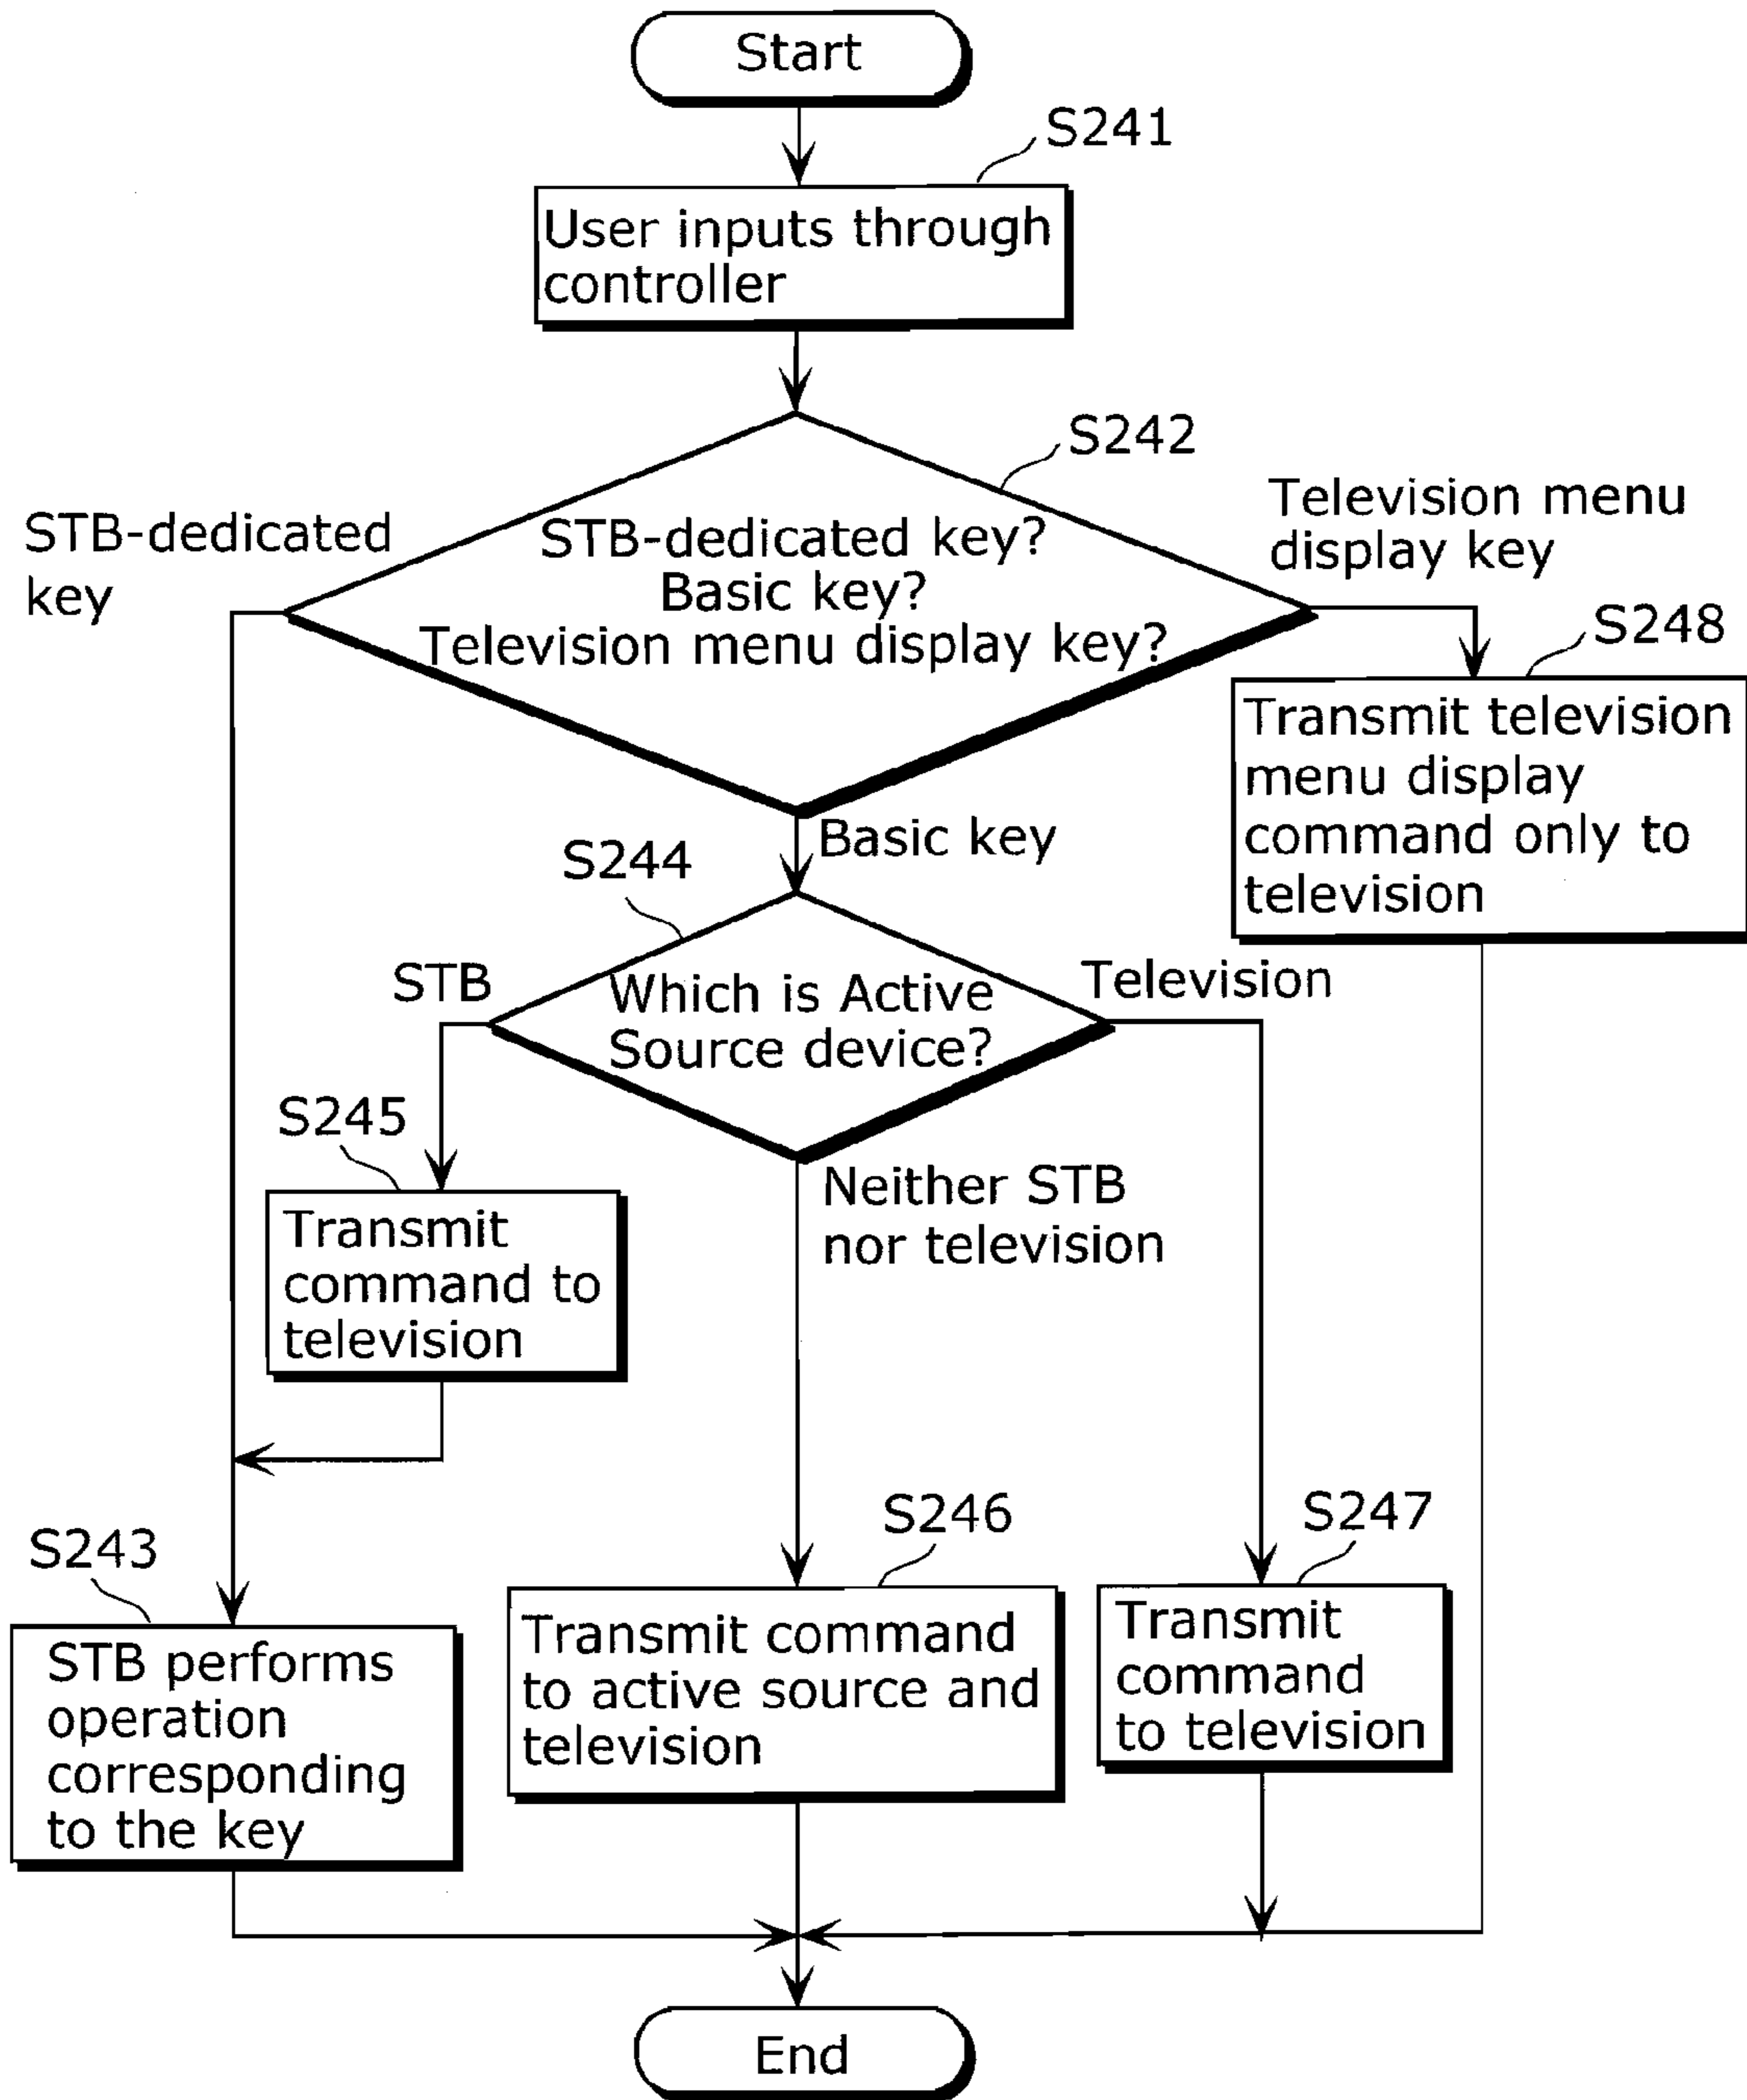 Start
S241
User inputs through
controller
S242
STB-dedicated
key
STB-dedicated key?
Basic key?
Television menu display key?
Television menu
display key
S248
Transmit television
menu display
command only to
television
Basic key
S244
STB
Which is Active
Source device?
Television
S245
Transmit
command to
television
Neither STB
nor television
S243
STB performs
operation
corresponding
to the key
S246
Transmit command
to active source and
television
S247
Transmit
command
to television
End